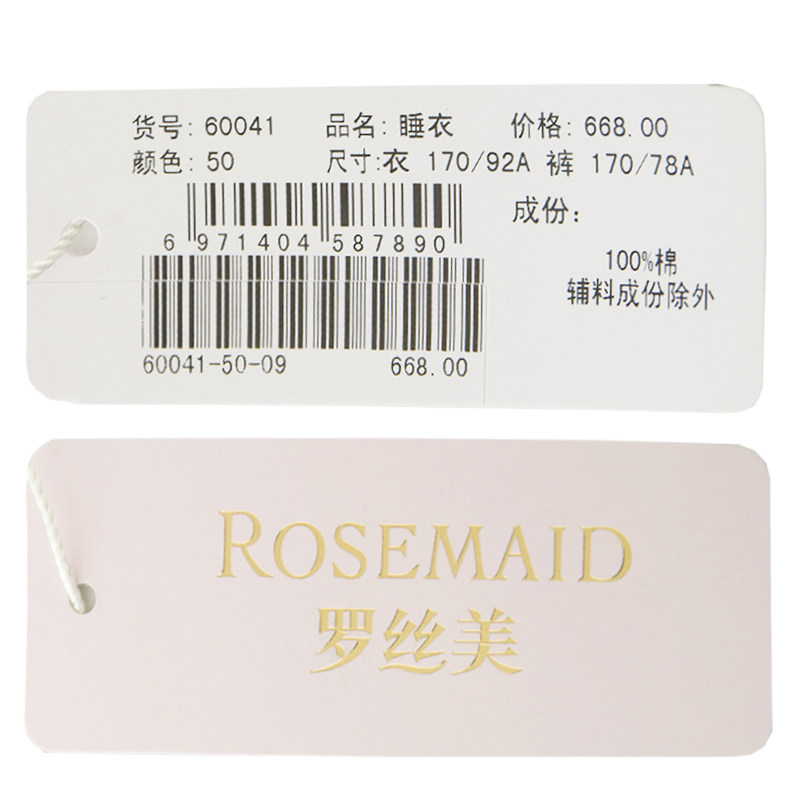 货号: 60041 品名: 睡衣 价格: 668.00
颜色: 50 尺寸:衣 170/92A 裤 170/78A
成份:
6 971404 587890
100%棉
辅料成份除外
60041-50-09 668.00
ROSEMAID
罗丝美